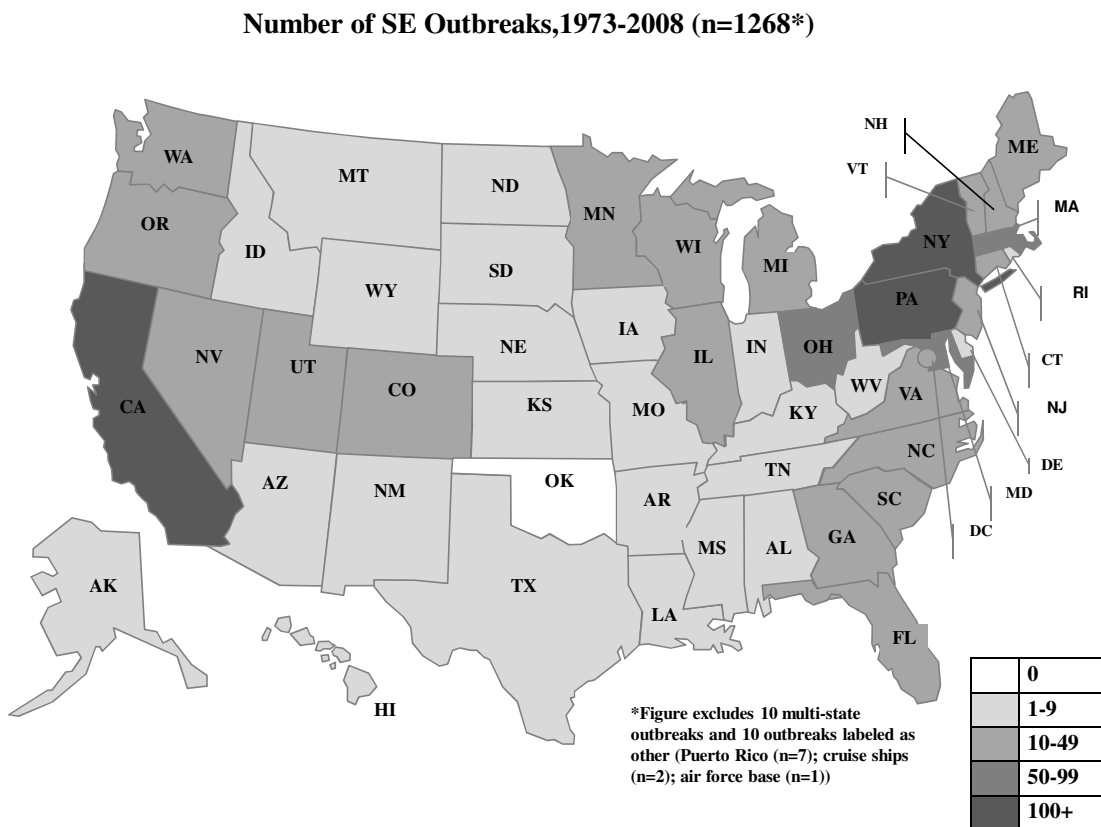 Number of SE Outbreaks,1973-2008 (n=1268*)
NH
ME
WA
VT
MT
ND
MN
MA
OR
NY
ID
WI
MI
SD
WY
PA
RI
IA
NE
OH
IN
NV
IL
UT
CT
CO
WV
VA
KS
CA
MO
KY
NJ
NC
DE
TN
OK
AZ
NM
AR
SC
MD
DC
GA
MS
AL
AK
TX
LA
FL
HI
0
1-9
10-49
50-99
100+
*Figure excludes 10 multi-state
outbreaks and 10 outbreaks labeled as
other (Puerto Rico (n=7); cruise ships
(n=2); air force base (n=1))